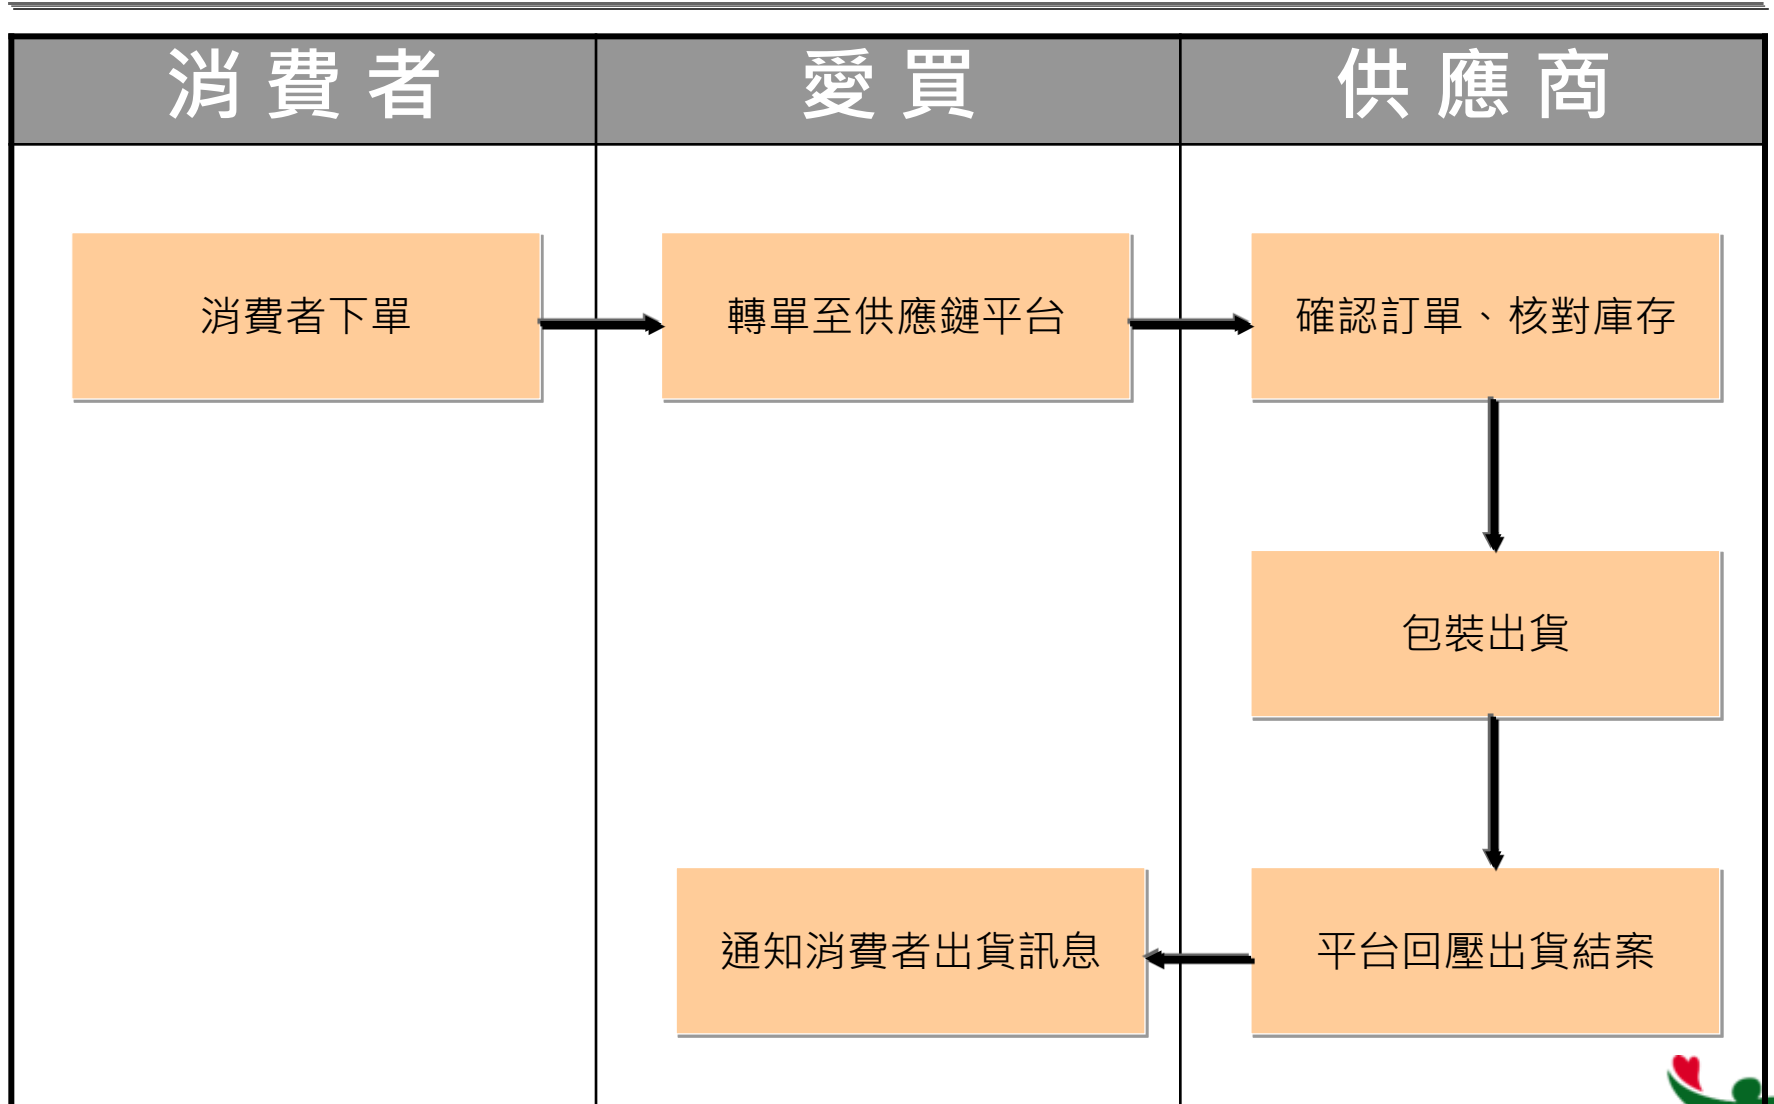 消費者
愛買
供應商
消費者下單
轉單至供應鏈平台
確認訂單、核對庫存
包裝出貨
通知消費者出貨訊息
平台回壓出貨結案